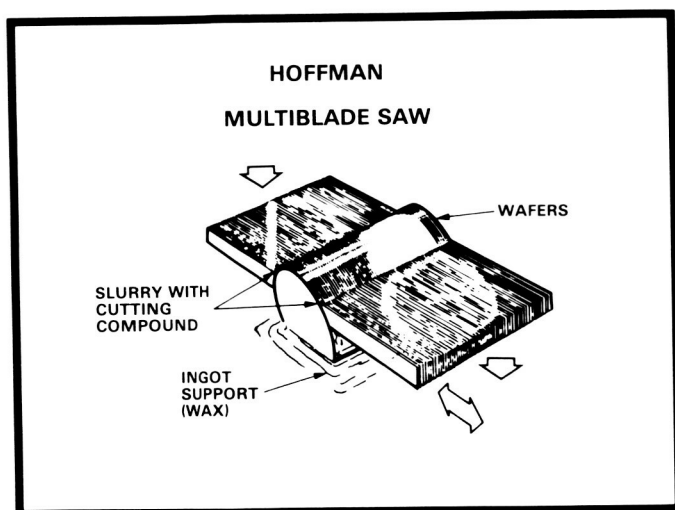 HOFFMAN
MULTIBLADE SAW
WAFERS
SLURRY WITH
CUTTING
COMPOUND
INGOT
SUPPORT
(WAX)